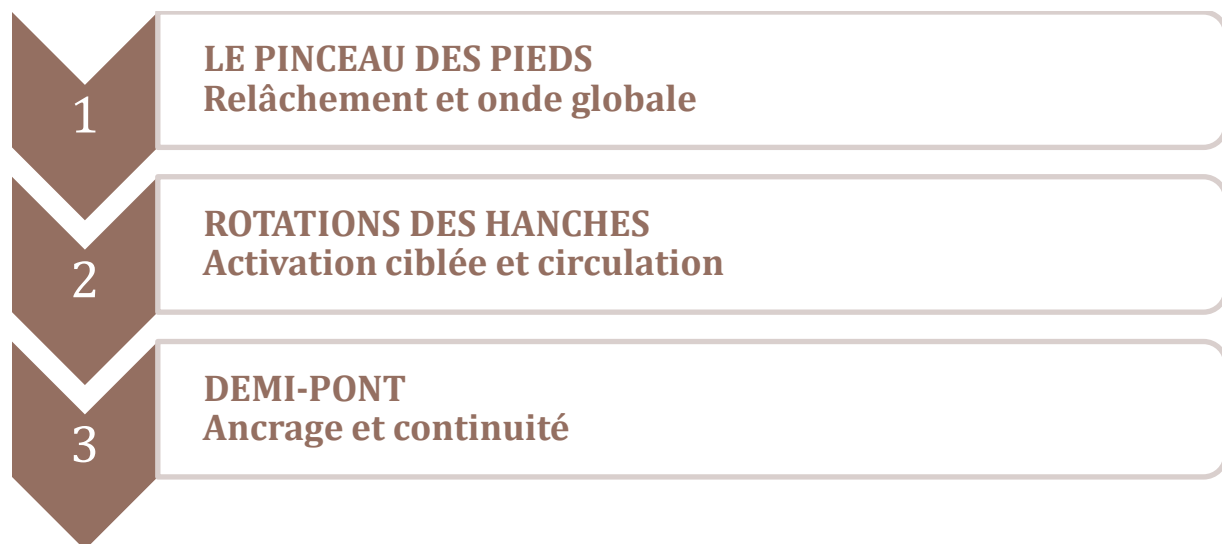 1
LE PINCEAU DES PIEDS
Relâchement et onde globale
2
ROTATIONS DES HANCHES
Activation ciblée et circulation
3
DEMI-PONT
Ancrage et continuité